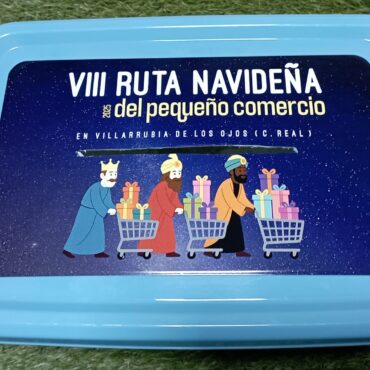 VIII RUTA NAVIDEÑA
2025 del pequeño comercio
EN VILLARRUBIA DE LOS OJOS (C. REAL)